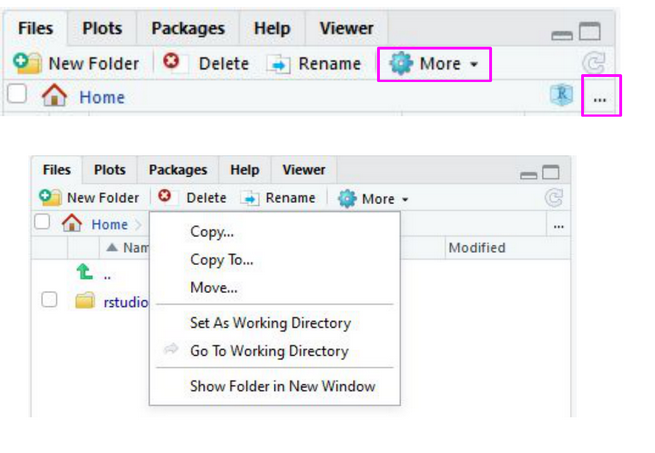 Files Plots Packages Help Viewer
New Folder Delete Rename More
Home R ...
Files Plots Packages Help Viewer
New Folder Delete Rename More
Home ...
Nam Modified
..
rstudio
Copy...
Copy To...
Move...
Set As Working Directory
Go To Working Directory
Show Folder in New Window